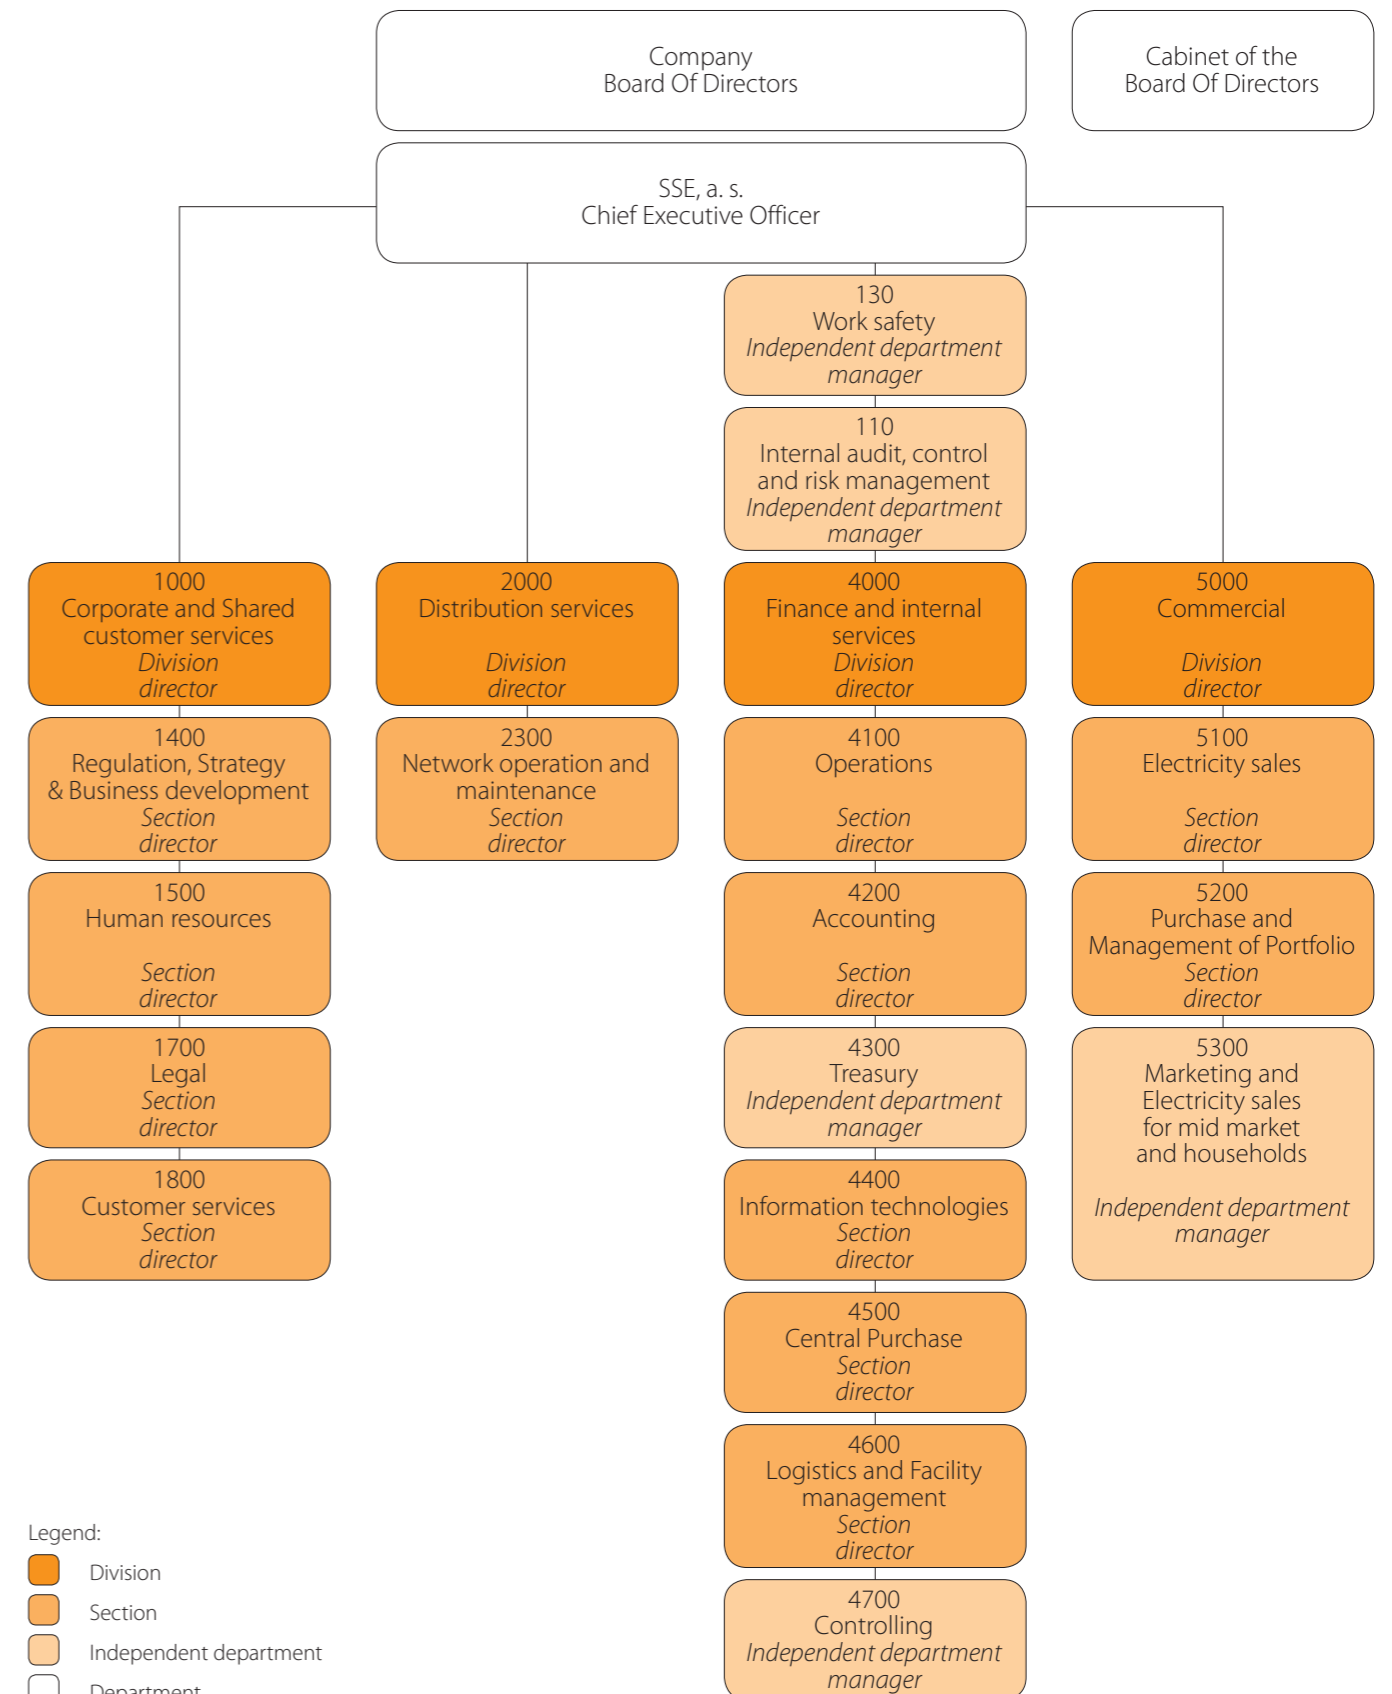 Company
Board Of Directors
Cabinet of the
Board Of Directors
SSE, a. s.
Chief Executive Officer
130
Work safety
Independent department
manager
110
Internal audit, control
and risk management
Independent department
manager
1000
Corporate and Shared
customer services
Division
director
1400
Regulation, Strategy
& Business development
Section
director
1500
Human resources
Section
director
1700
Legal
Section
director
1800
Customer services
Section
director
2000
Distribution services
Division
director
2300
Network operation and
maintenance
Section
director
4000
Finance and internal
services
Division
director
4100
Operations
Section
director
4200
Accounting
Section
director
4300
Treasury
Independent department
manager
4400
Information technologies
Section
director
4500
Central Purchase
Section
director
4600
Logistics and Facility
management
Section
director
4700
Controlling
Independent department
manager
5000
Commercial
Division
director
5100
Electricity sales
Section
director
5200
Purchase and
Management of Portfolio
Section
director
5300
Marketing and
Electricity sales
for mid market
and households
Independent department
manager
Legend:
Division
Section
Independent department
Department